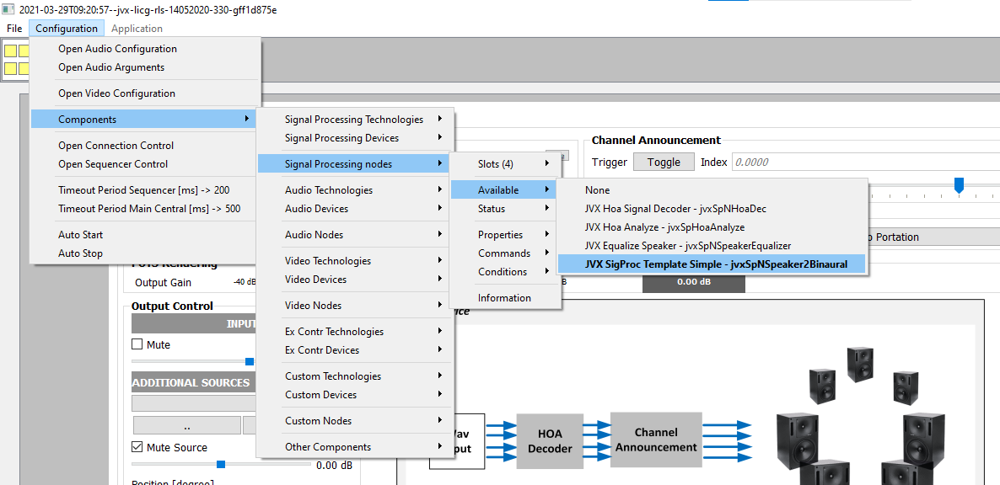 2021-03-29T09:20:57--jvx-licg-rls-14052020-330-gff1d875e
File Configuration Application
Open Audio Configuration
Open Audio Arguments
Open Video Configuration
Components
Open Connection Control
Open Sequencer Control
Timeout Period Sequencer [ms] -> 200
Timeout Period Main Central [ms] -> 500
Auto Start
Auto Stop
Signal Processing Technologies
Signal Processing Devices
Signal Processing nodes
Audio Technologies
Audio Devices
Audio Nodes
Video Technologies
Video Devices
Video Nodes
Ex Contr Technologies
Ex Contr Devices
Custom Technologies
Custom Devices
Custom Nodes
Other Components
Slots (4)
Available
Status
Properties
Commands
Conditions
Information
None
JVX Hoa Signal Decoder - jvxSpNHoaDec
JVX Hoa Analyze - jvxSpHoaAnalyze
JVX Equalize Speaker - jvxSpNSpeakerEqualizer
JVX SigProc Template Simple - jvxSpNSpeaker2Binaural
Channel Announcement
Trigger Toggle Index 0.0000
Portation
0.00 dB
Rendering
Output Gain -40 dB
Output Control
INPUT
Mute
ADDITIONAL SOURCES
..
Mute Source
0.00 dB
Position [degree]
HOA
Decoder
Channel
Announcement